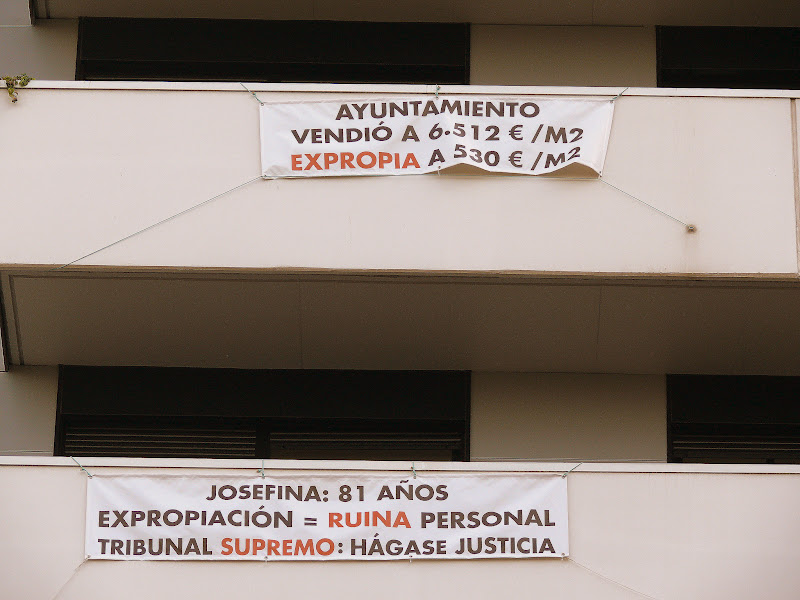 AYUNTAMIENTO
VENDIÓ A 6.512 € /M2
EXPROPIA A 530 € /M2
JOSEFINA: 81 AÑOS
EXPROPIACIÓN = RUINA PERSONAL
TRIBUNAL SUPREMO: HÁGASE JUSTICIA